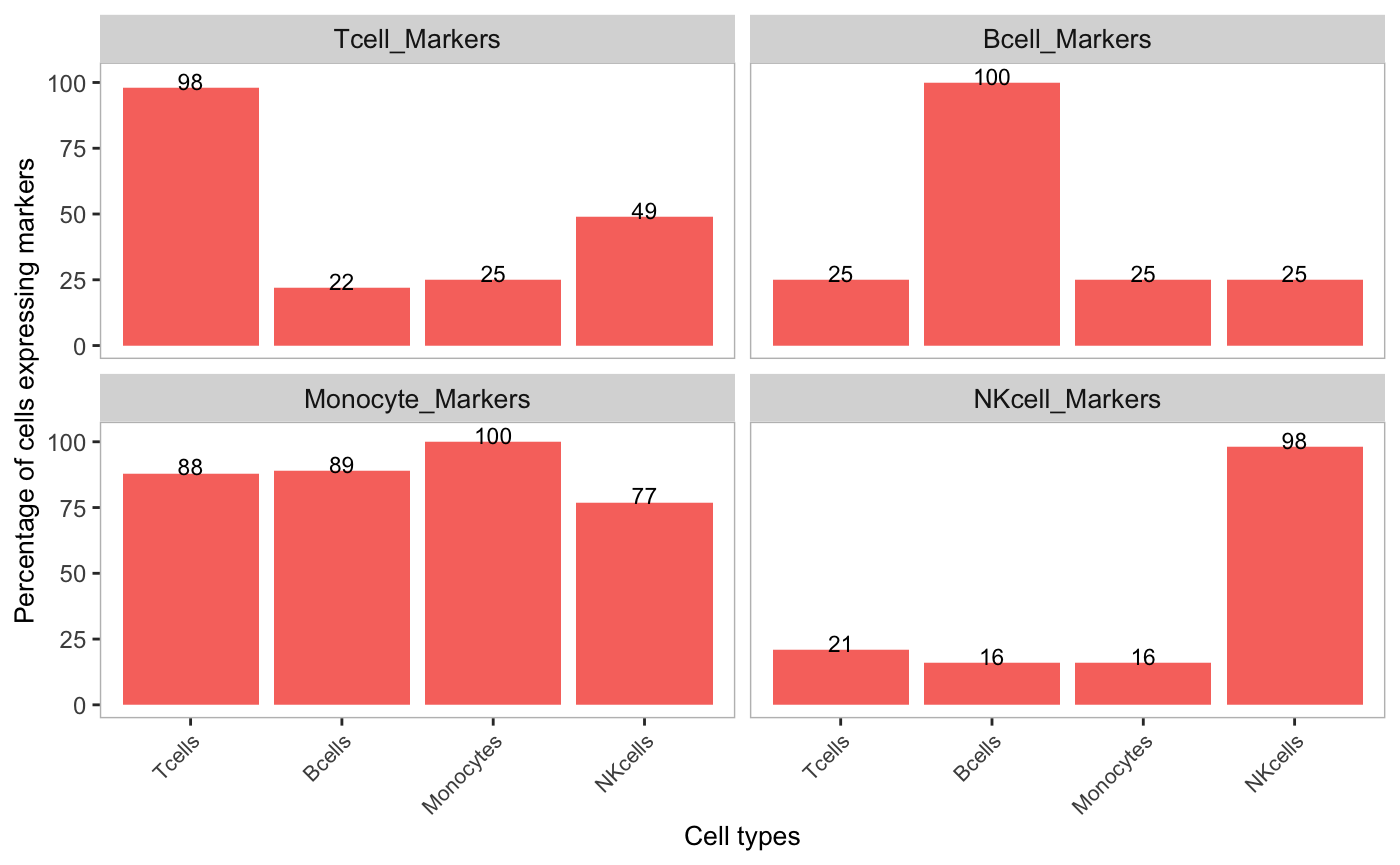 Tcell_Markers
Bcell_Markers
Percentage of cells expressing markers
100
75
50
25
0
98
22
25
49
25
100
25
25
Monocyte_Markers
NKcell_Markers
100
75
50
25
0
88
89
100
77
21
16
16
98
Tcells
Bcells
Monocytes
NKcells
Tcells
Bcells
Monocytes
NKcells
Cell types